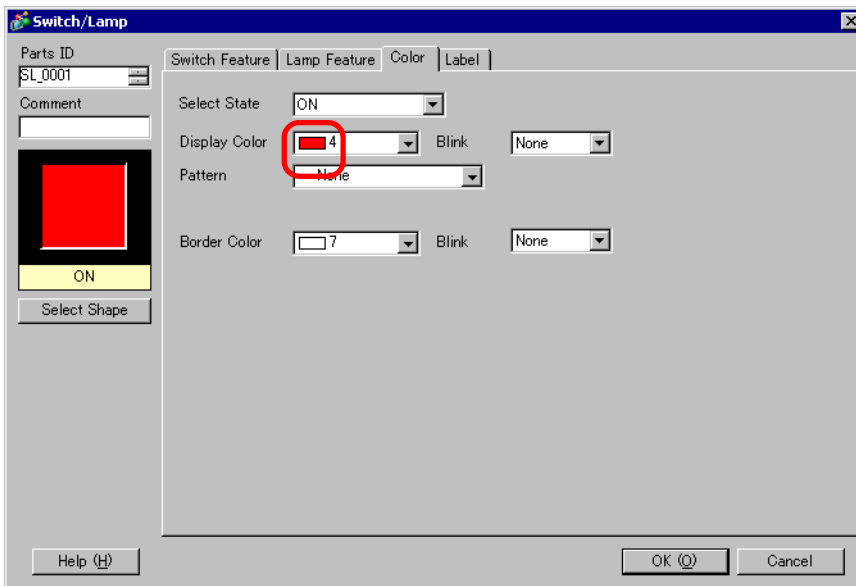 Switch/Lamp
Parts ID
SL_0001
Comment
ON
Select Shape
Switch Feature Lamp Feature Color Label
Select State ON
Display Color 4 Blink None
Pattern None
Border Color 7 Blink None
Help (H) OK (O) Cancel